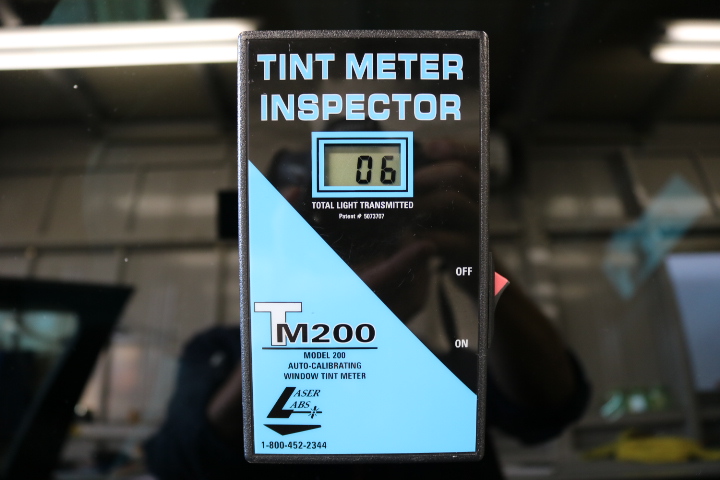 TINT METER
INSPECTOR
06
TOTAL LIGHT TRANSMITTED
Patent # 5073707
OFF
ON
TM200
MODEL 200
AUTO-CALIBRATING
WINDOW TINT METER
LASER
LABS
1-800-452-2344